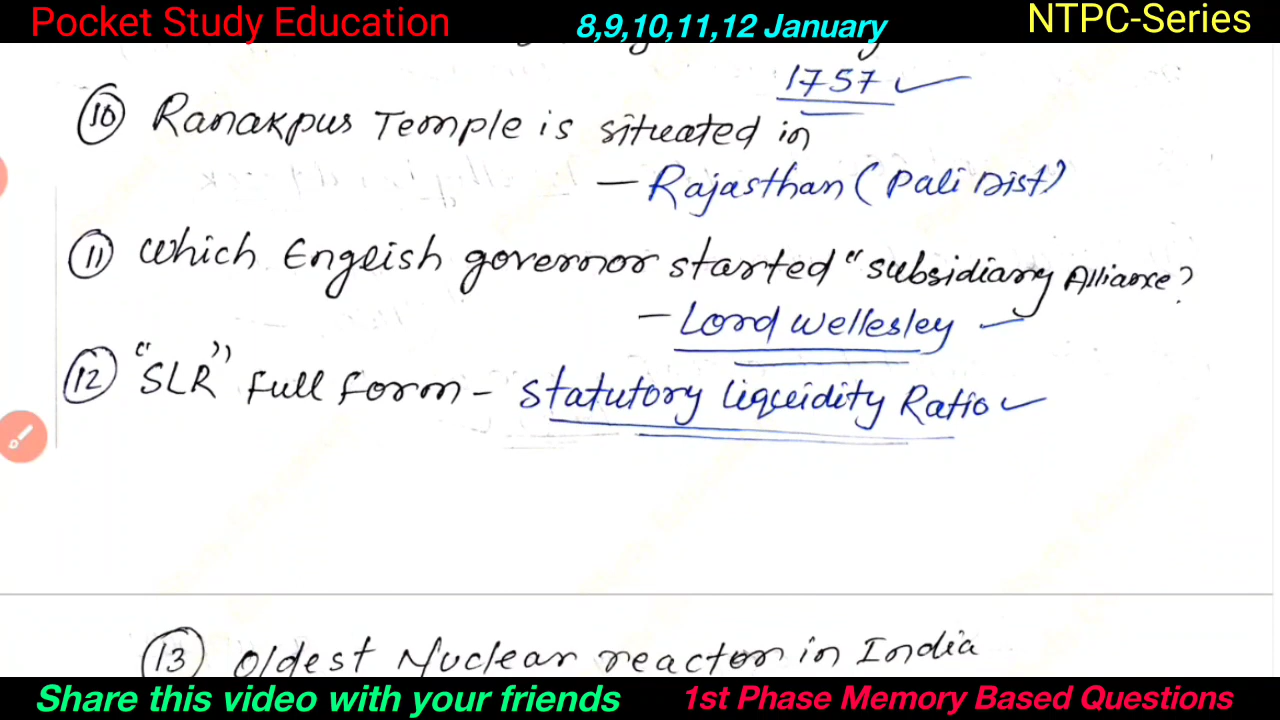 Pocket Study Education
8,9,10,11,12 January
NTPC-Series
1757
10 Ranakpur Temple is situated in
- Rajasthan (Pali Dist)
11 Which English governor started "subsidiary Alliance?
- Lord Wellesley
12 "SLR" full form - Statutory liquidity Ratio
13 Oldest Nuclear reactor in India
Share this video with your friends
1st Phase Memory Based Questions